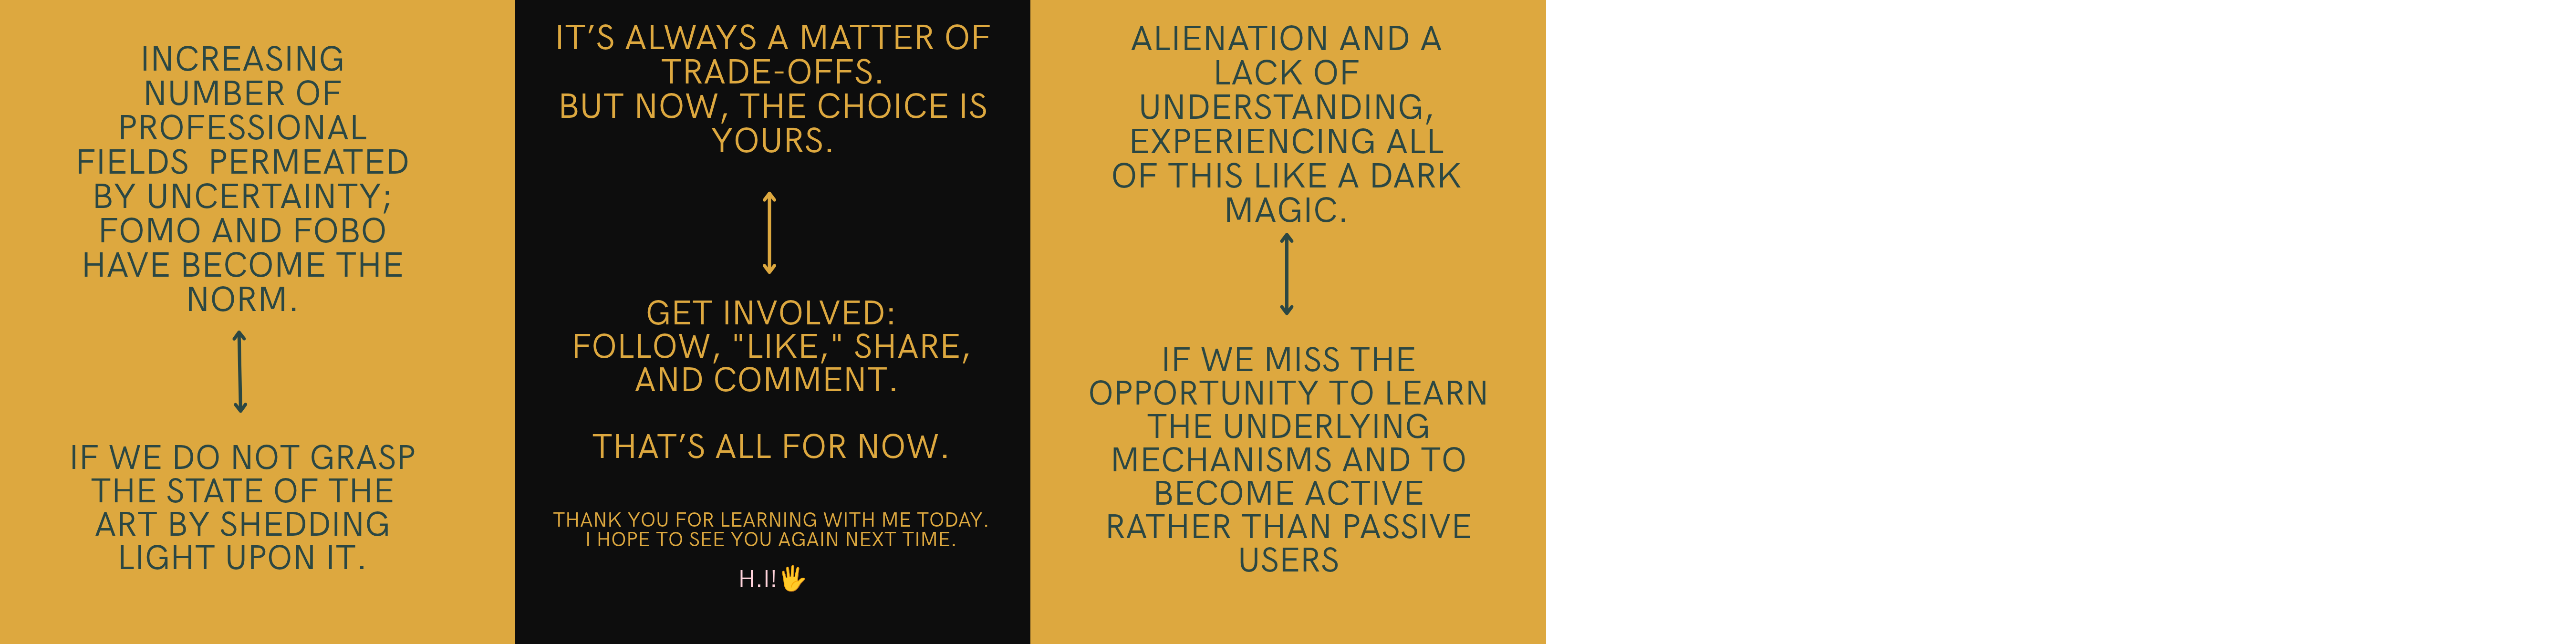 INCREASING
NUMBER OF
PROFESSIONAL
FIELDS  PERMEATED
BY UNCERTAINTY;
FOMO AND FOBO
HAVE BECOME THE
NORM.
IF WE DO NOT GRASP
THE STATE OF THE
ART BY SHEDDING
LIGHT UPON IT.
IT’S ALWAYS A MATTER OF
TRADE-OFFS.
BUT NOW, THE CHOICE IS
YOURS.
GET INVOLVED:
FOLLOW, "LIKE," SHARE,
AND COMMENT.
THAT’S ALL FOR NOW.
THANK YOU FOR LEARNING WITH ME TODAY.
I HOPE TO SEE YOU AGAIN NEXT TIME.
H.I!🖐
ALIENATION AND A
LACK OF
UNDERSTANDING,
EXPERIENCING ALL
OF THIS LIKE A DARK
MAGIC.
IF WE MISS THE
OPPORTUNITY TO LEARN
THE UNDERLYING
MECHANISMS AND TO
BECOME ACTIVE
RATHER THAN PASSIVE
USERS